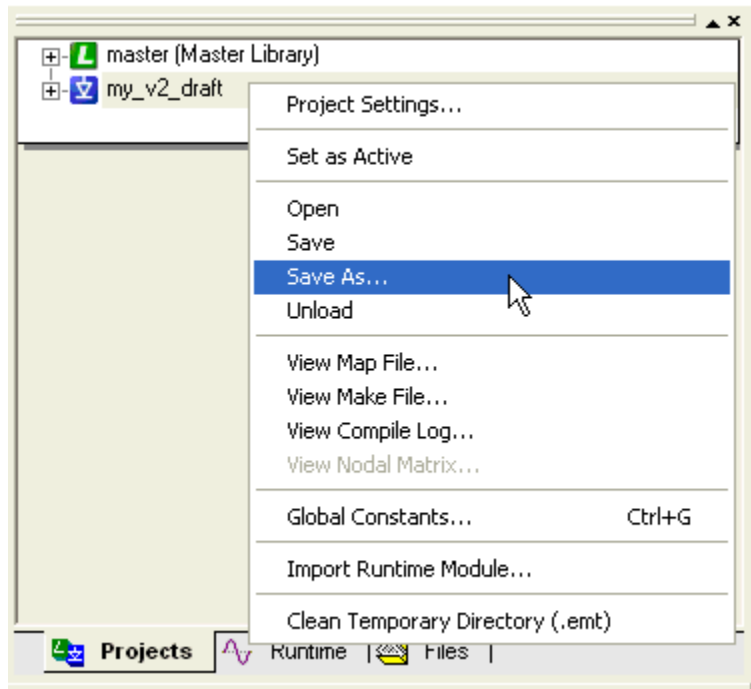 master (Master Library)
my_v2_draft
Project Settings...
Set as Active
Open
Save
Save As...
Unload
View Map File...
View Make File...
View Compile Log...
View Nodal Matrix...
Global Constants... Ctrl+G
Import Runtime Module...
Clean Temporary Directory (.emt)
Projects Runtime Files